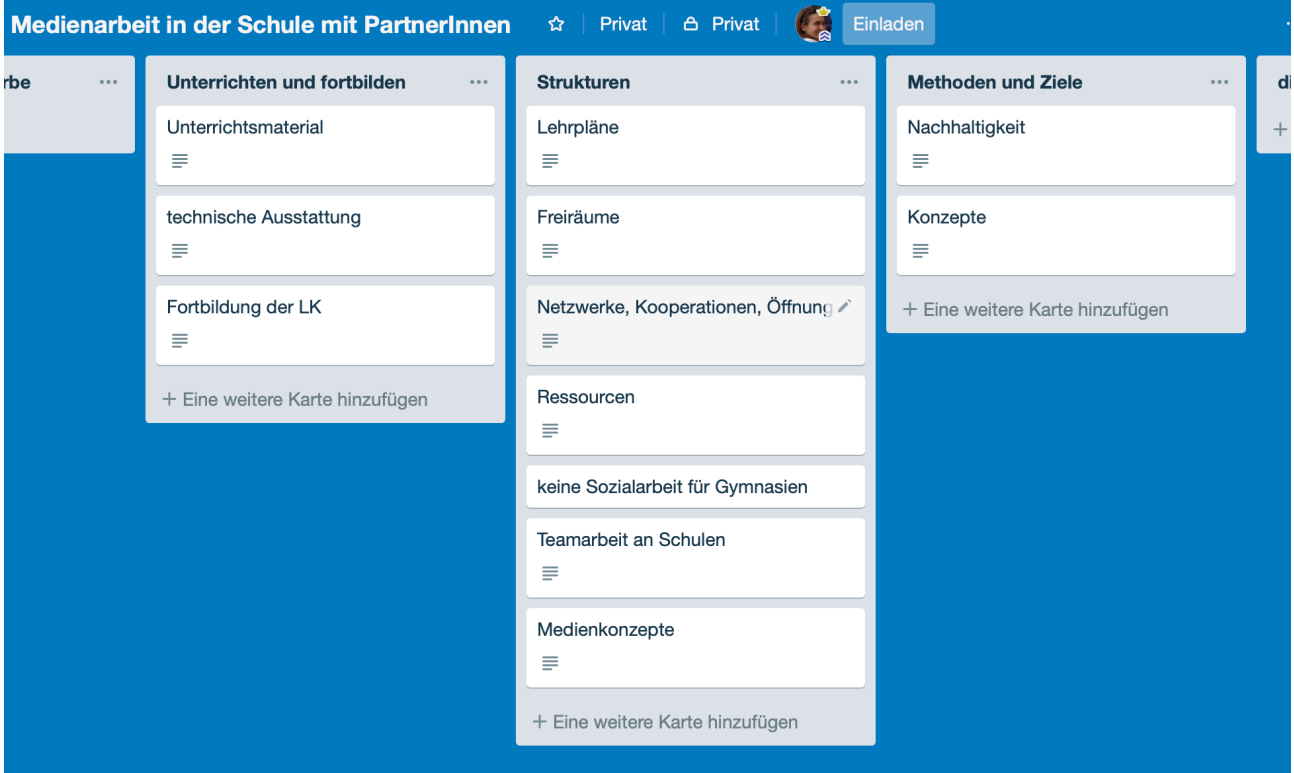 Medienarbeit in der Schule mit PartnerInnen Privat Privat Einladen
rbe
Unterrichten und fortbilden
Unterrichtsmaterial
technische Ausstattung
Fortbildung der LK
+ Eine weitere Karte hinzufügen
Strukturen
Lehrpläne
Freiräume
Netzwerke, Kooperationen, Öffnung
Ressourcen
keine Sozialarbeit für Gymnasien
Teamarbeit an Schulen
Medienkonzepte
+ Eine weitere Karte hinzufügen
Methoden und Ziele
Nachhaltigkeit
Konzepte
+ Eine weitere Karte hinzufügen
di
+